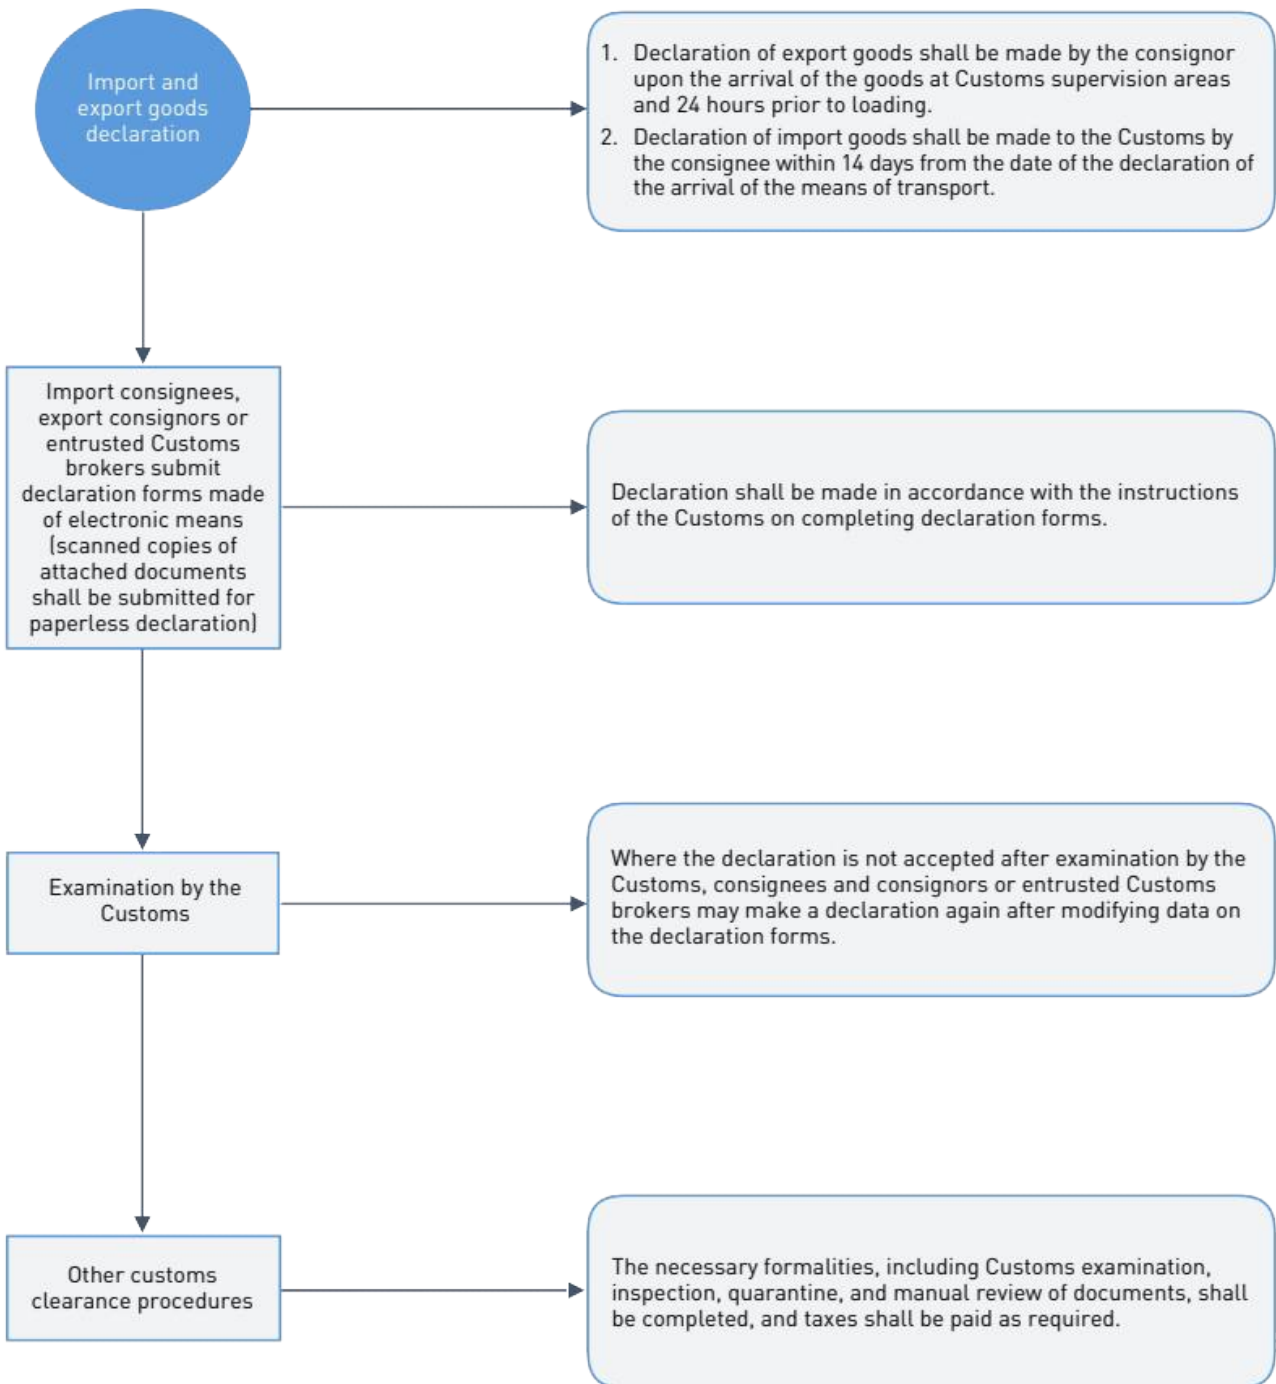 Import and
export goods
declaration
1. Declaration of export goods shall be made by the consignor
upon the arrival of the goods at Customs supervision areas
and 24 hours prior to loading.
2. Declaration of import goods shall be made to the Customs by
the consignee within 14 days from the date of the declaration of
the arrival of the means of transport.
Import consignees,
export consignors or
entrusted Customs
brokers submit
declaration forms made
of electronic means
(scanned copies of
attached documents
shall be submitted for
paperless declaration)
Declaration shall be made in accordance with the instructions
of the Customs on completing declaration forms.
Examination by the
Customs
Where the declaration is not accepted after examination by the
Customs, consignees and consignors or entrusted Customs
brokers may make a declaration again after modifying data on
the declaration forms.
Other customs
clearance procedures
The necessary formalities, including Customs examination,
inspection, quarantine, and manual review of documents, shall
be completed, and taxes shall be paid as required.